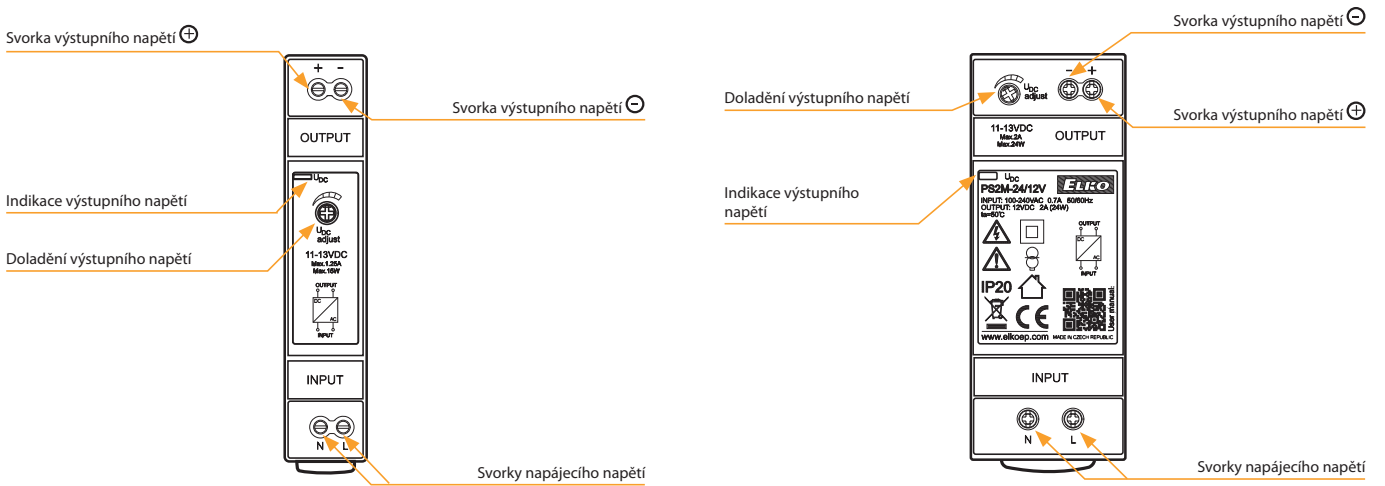 Svorka výstupního napětí +
+ -
Svorka výstupního napětí -
OUTPUT
UDC
Indikace výstupního napětí
UDC
adjust
Doladění výstupního napětí
11-13VDC
Max.1.25A
Max.15W
OUTPUT
DC
AC
INPUT
INPUT
N L
Svorky napájecího napětí
Svorka výstupního napětí -
- +
Doladění výstupního napětí
UDC
adjust
Svorka výstupního napětí +
11-13VDC
Max.2A
Max.24W
OUTPUT
Indikace výstupního
napětí
UDC
PS2M-24/12V
ELKO
INPUT: 100-240VAC 0.7A 50/60Hz
OUTPUT: 12VDC 2A (24W)
ta=60°C
OUTPUT
DC
AC
INPUT
IP20
CE
User manual:
www.elkoep.com
MADE IN CZECH REPUBLIC
INPUT
N L
Svorky napájecího napětí